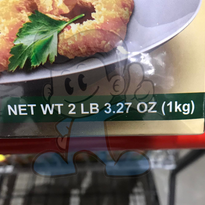 NET WT 2 LB 3.27 OZ (1kg)